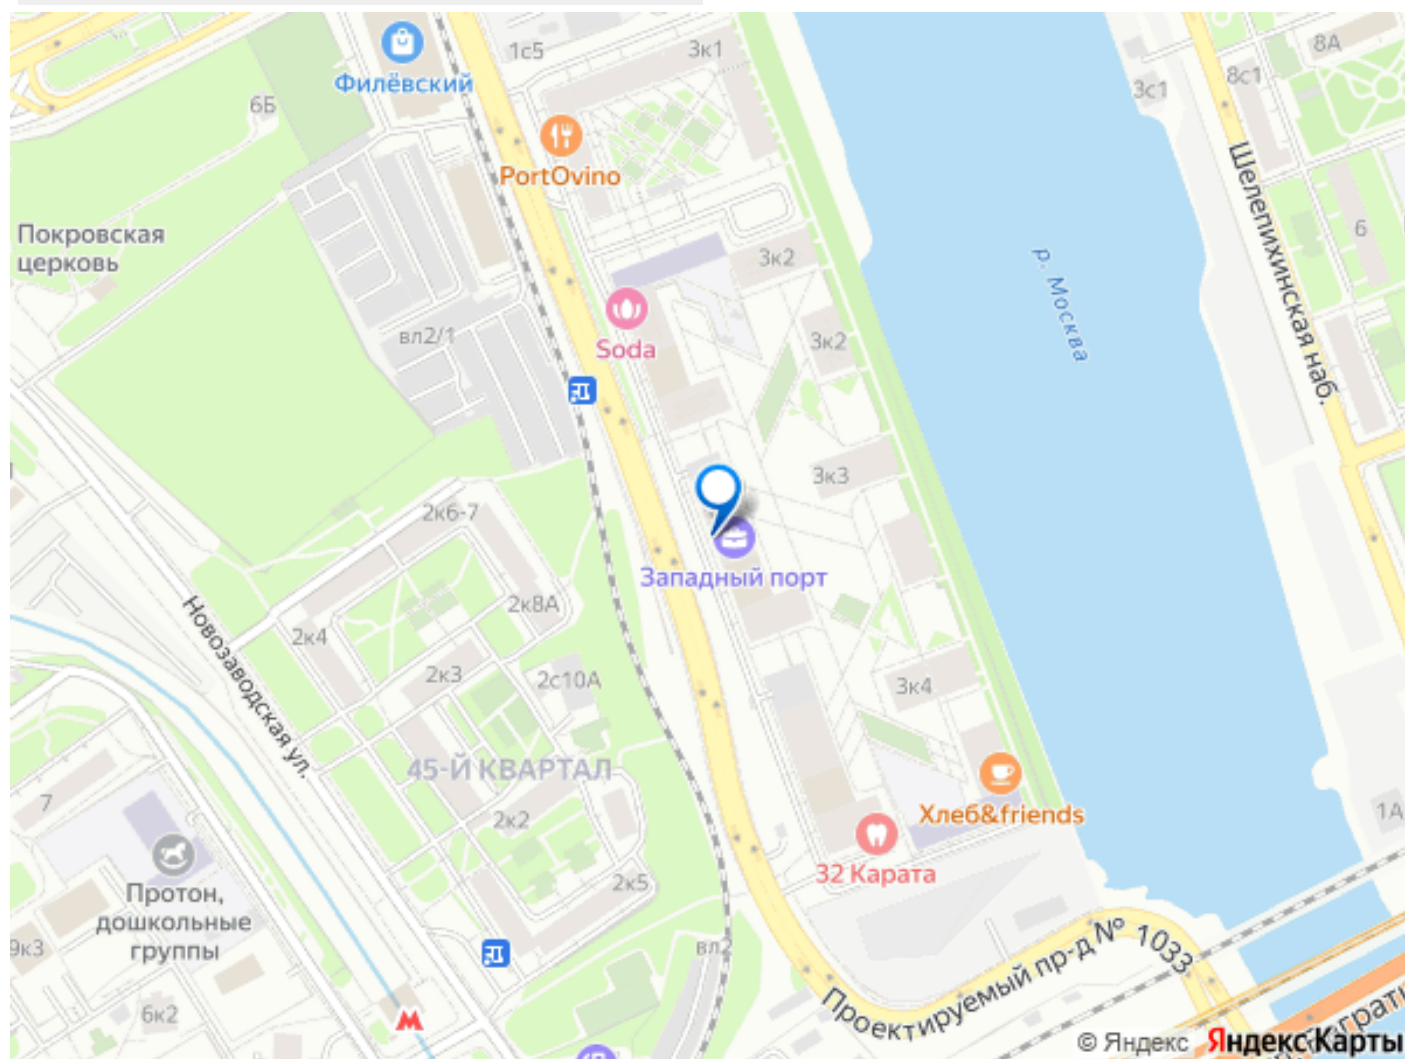 1с5
3к1
8А
3с1
8с1
Филёвский
6Б
PortOvino
Шелепихинская наб.
6
Покровская
церковь
3к2
р. Москва
вл2/1
Soda
3к2
3к3
2к6-7
Западный порт
2к8А
2к4
Новозаводская ул.
2к3
2с10А
3к4
45-Й КВАРТАЛ
7
2к2
Хлеб&friends
1А
32 Карата
2к5
Протон,
дошкольные
группы
9к3
вл2
Проектируемый пр-д № 1033
6к2
© Яндекс Яндекс Карты